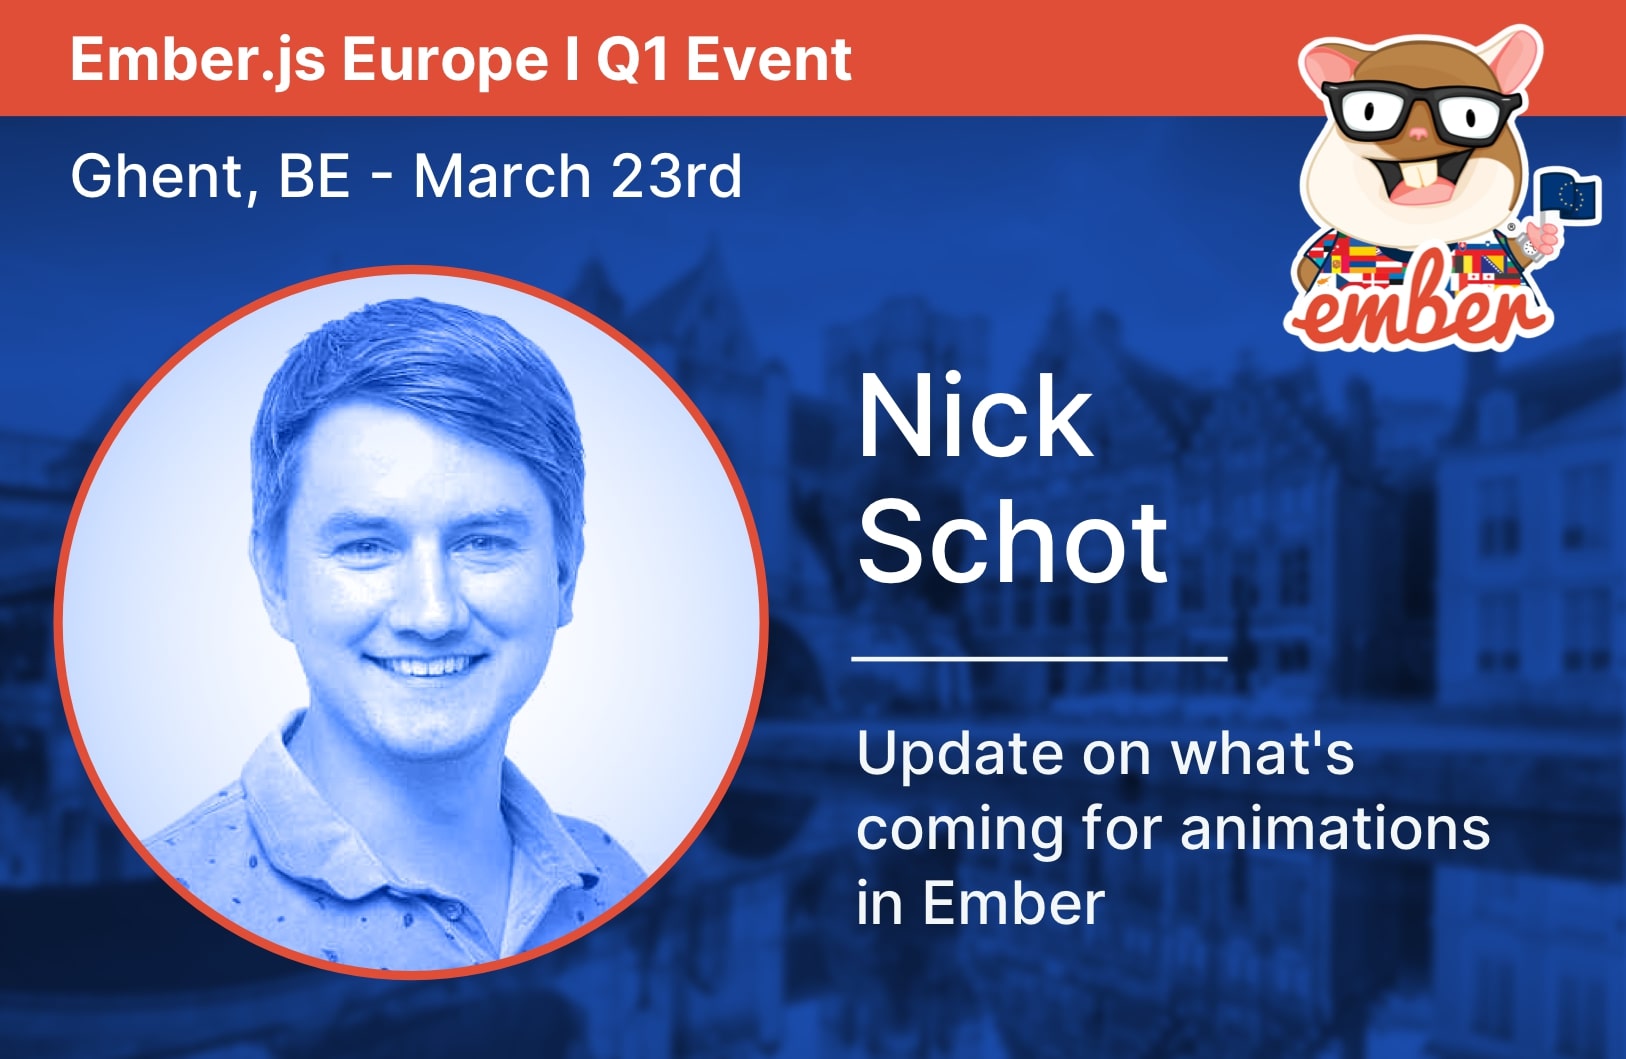 Ember.js Europe | Q1 Event
Ghent, BE - March 23rd
ember
®
Nick
Schot
Update on what's
coming for animations
in Ember